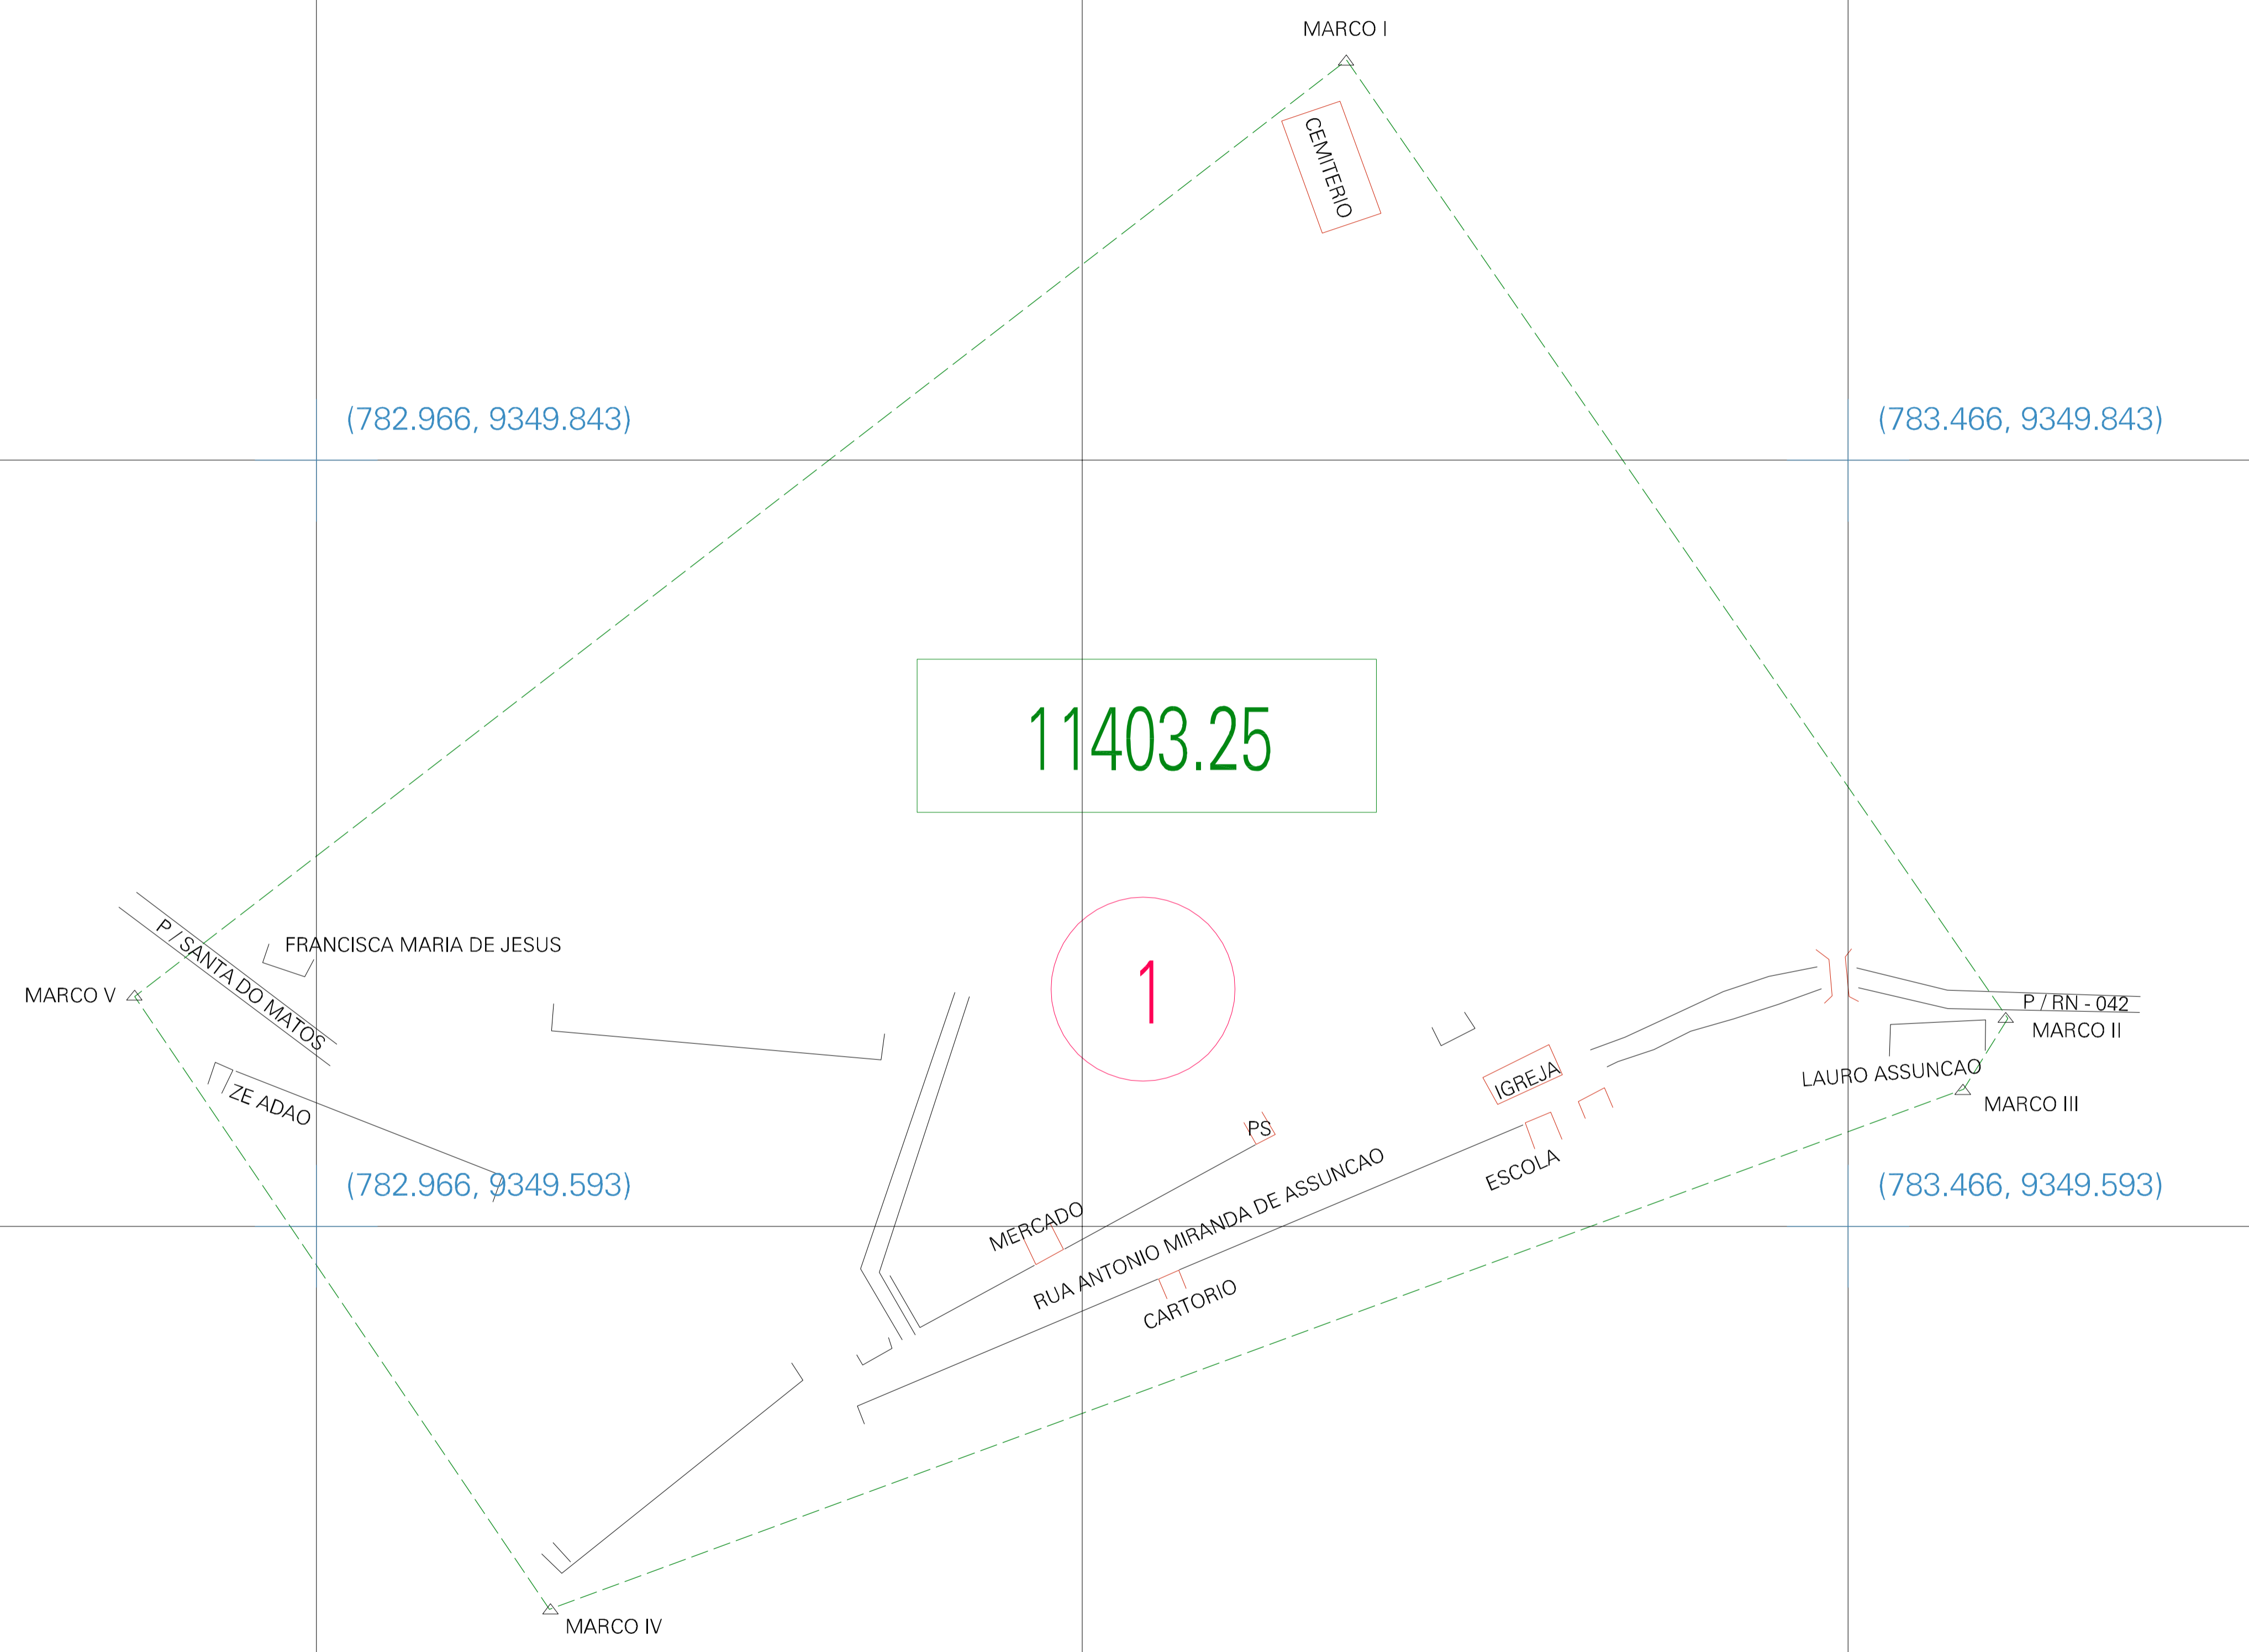 MARCO I
CEMITERIO
(782.966, 9349.843)
(783.466, 9349.843)
11403.25
1
FRANCISCA MARIA DE JESUS
P / SANTA DO MATOS
MARCO V
P / RN - 042
MARCO II
IGREJA
LAURO ASSUNCAO
ZE ADAO
MARCO III
PS
ESCOLA
(782.966, 9349.593)
(783.466, 9349.593)
MERCADO
RUA ANTONIO MIRANDA DE ASSUNCAO
CARTORIO
MARCO IV